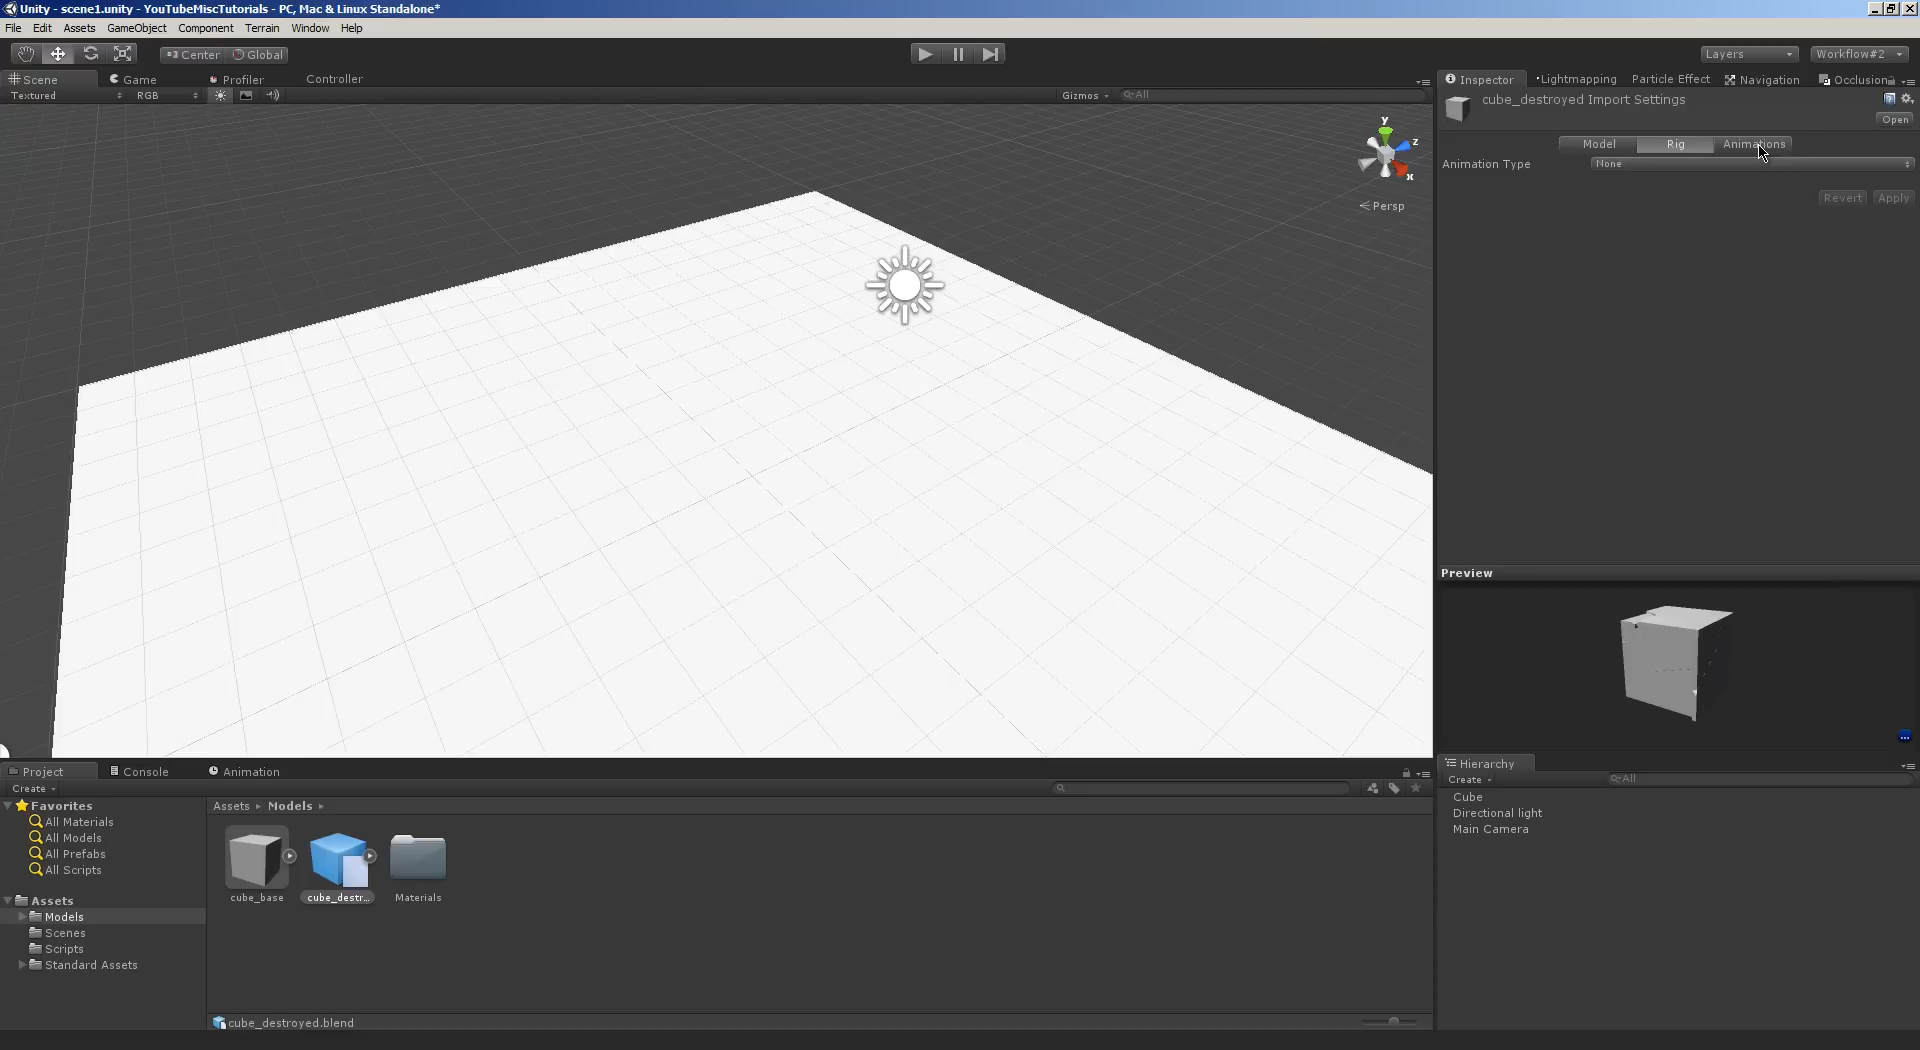 Unity - scene1.unity - YouTubeMiscTutorials - PC, Mac & Linux Standalone*
File Edit Assets GameObject Component Terrain Window Help
Center Global Layers Workflow#2
Scene Game Profiler Controller
Textured RGB Gizmos All
y
z
x
Persp
Inspector Lightmapping Particle Effect Navigation Occlusion
cube_destroyed Import Settings
Open
Model Rig Animations
Animation Type None
Revert Apply
Preview
...
Project Console Animation
Create
Favorites
All Materials
All Models
All Prefabs
All Scripts
Assets
Models
Scenes
Scripts
Standard Assets
Assets Models
cube_base cube_destr... Materials
cube_destroyed.blend
Hierarchy
Create All
Cube
Directional light
Main Camera